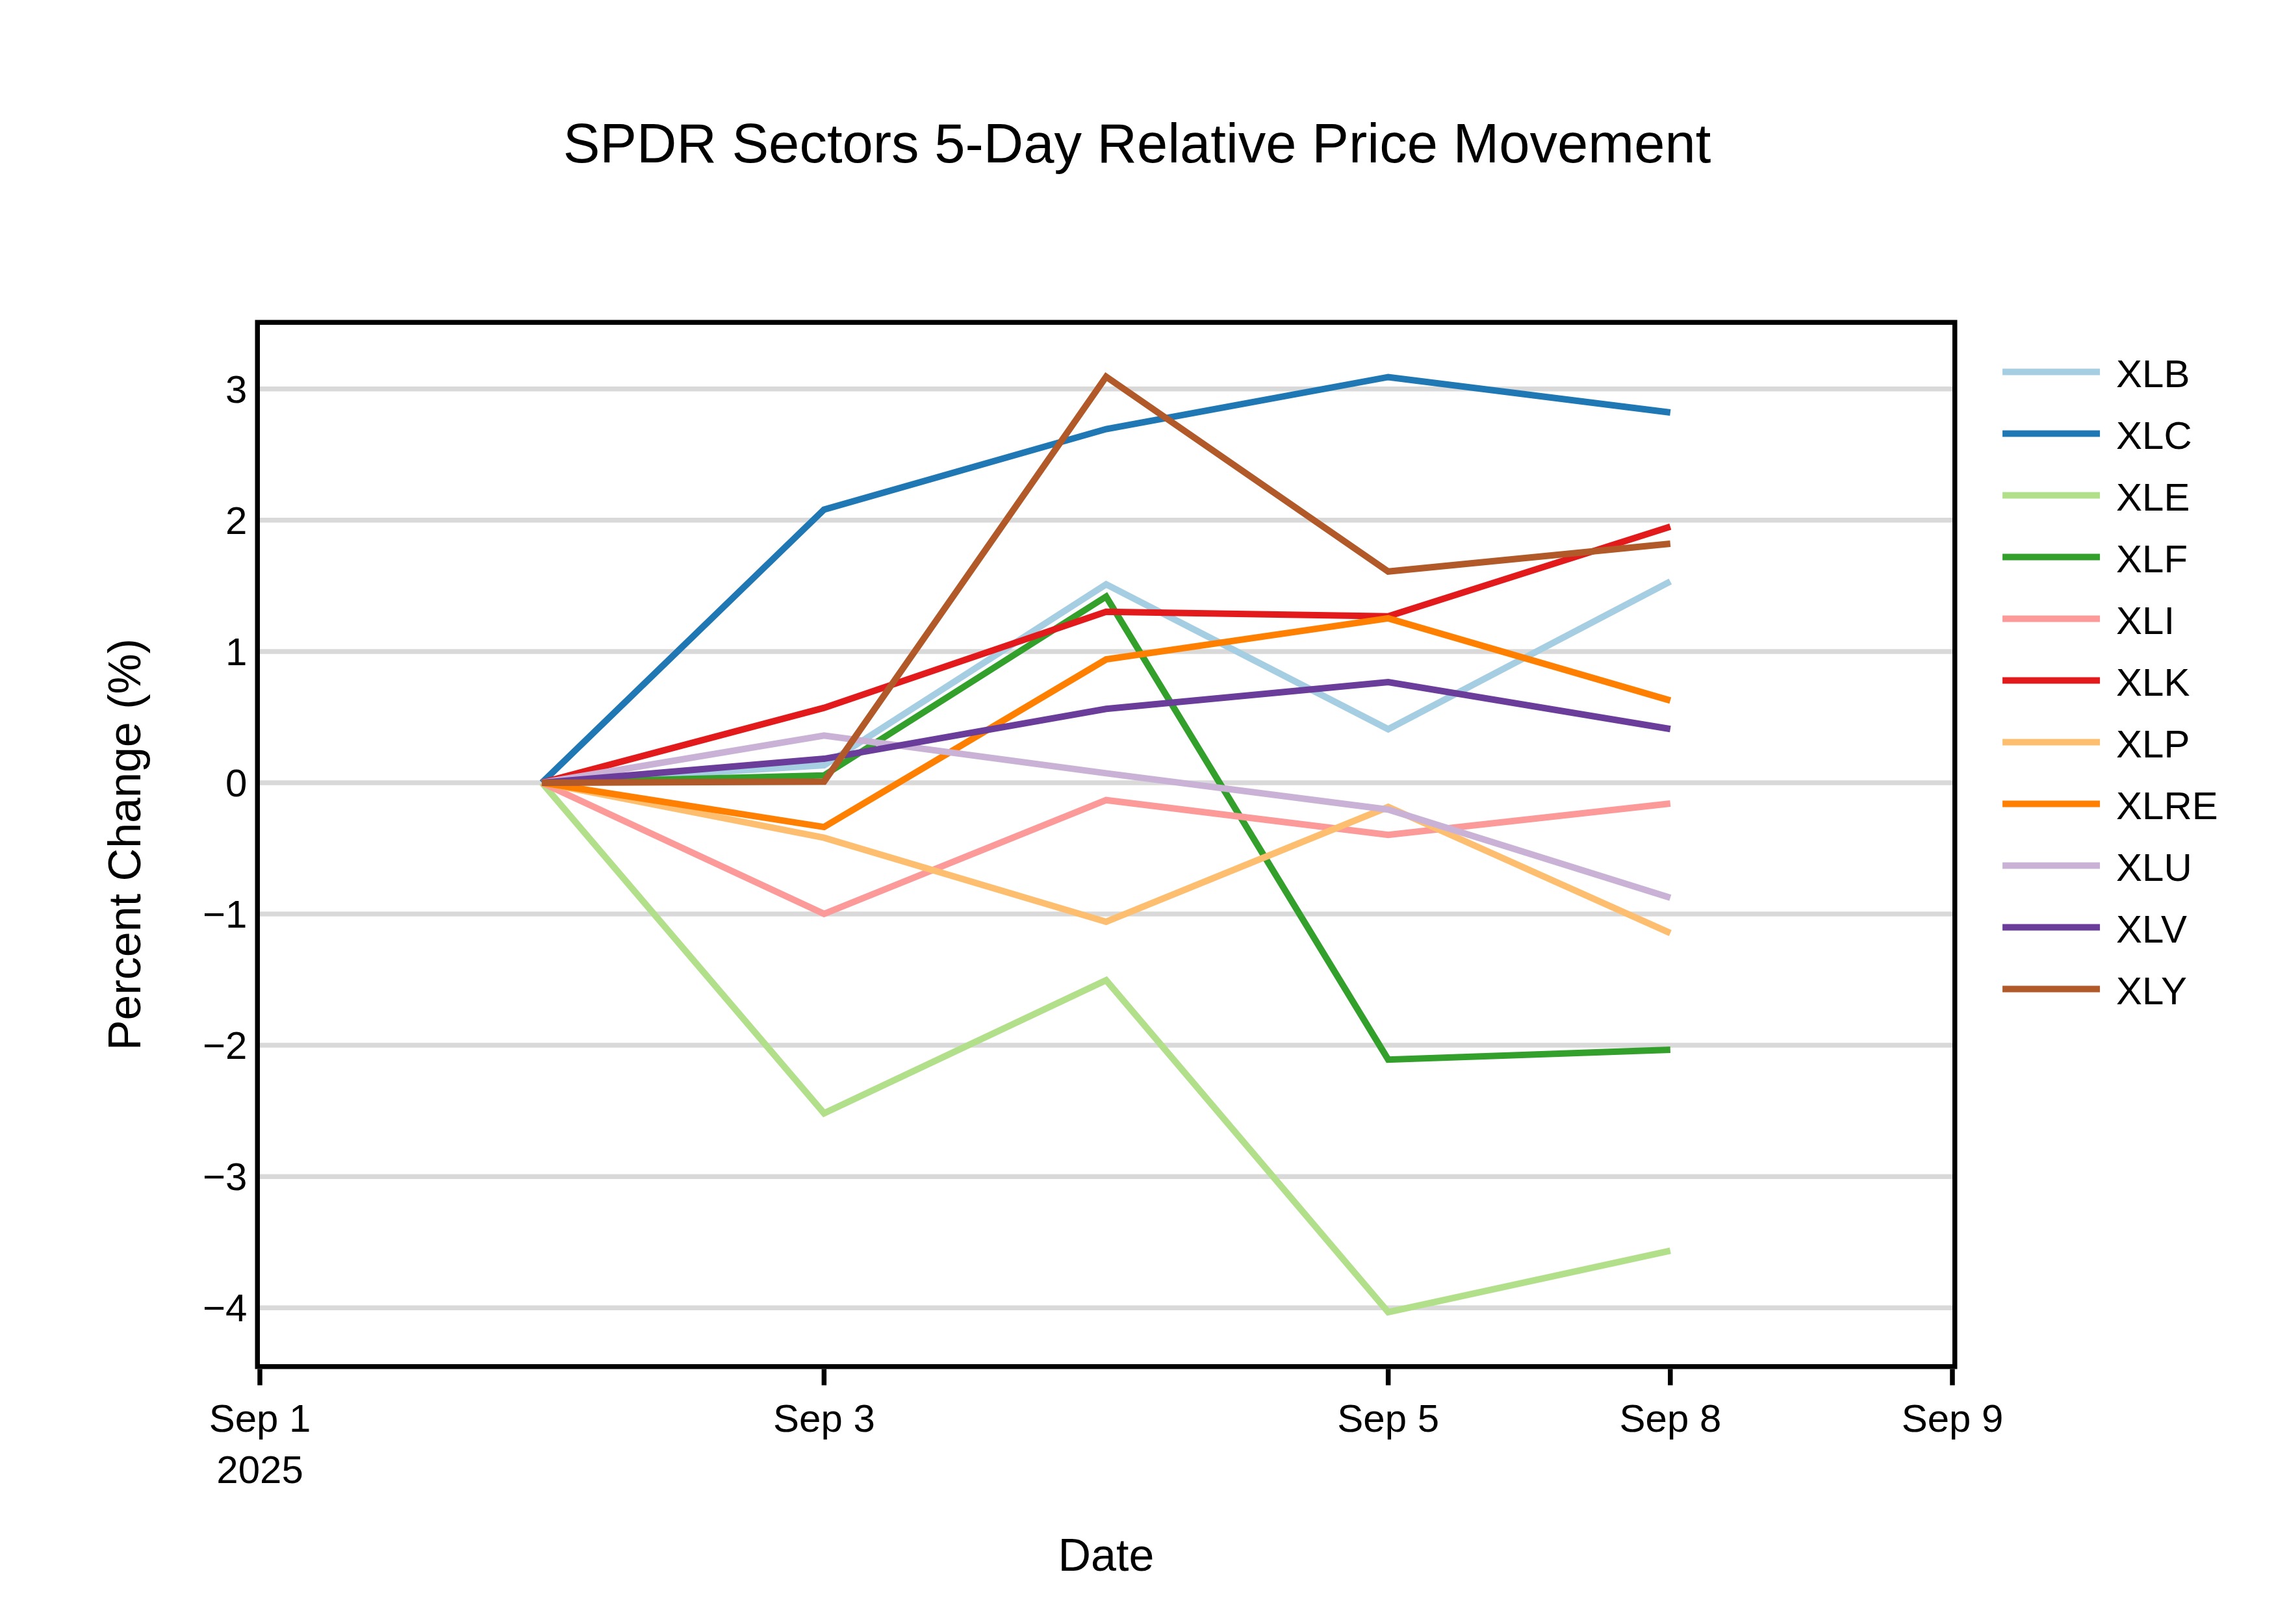 SPDR Sectors 5-Day Relative Price Movement
Percent Change (%)
3
2
1
0
−1
−2
−3
−4
Sep 1
2025
Sep 3
Sep 5
Sep 8
Sep 9
Date
XLB
XLC
XLE
XLF
XLI
XLK
XLP
XLRE
XLU
XLV
XLY